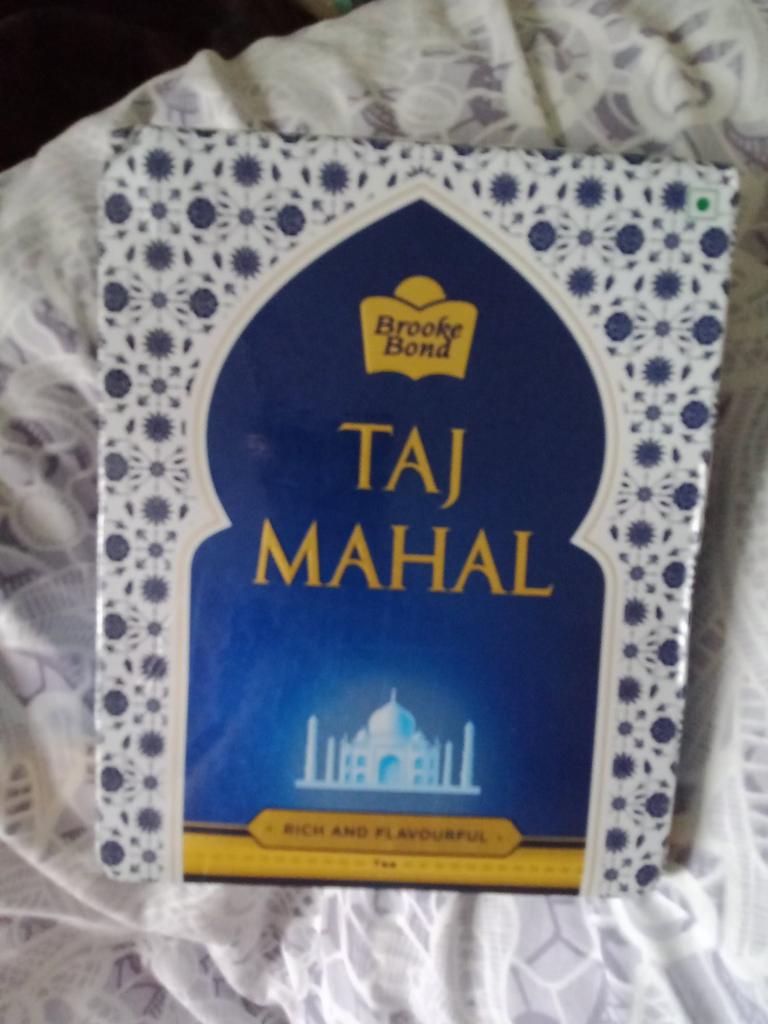 Brooke
Bond
TAJ
MAHAL
RICH AND FLAVOURFUL
Tea